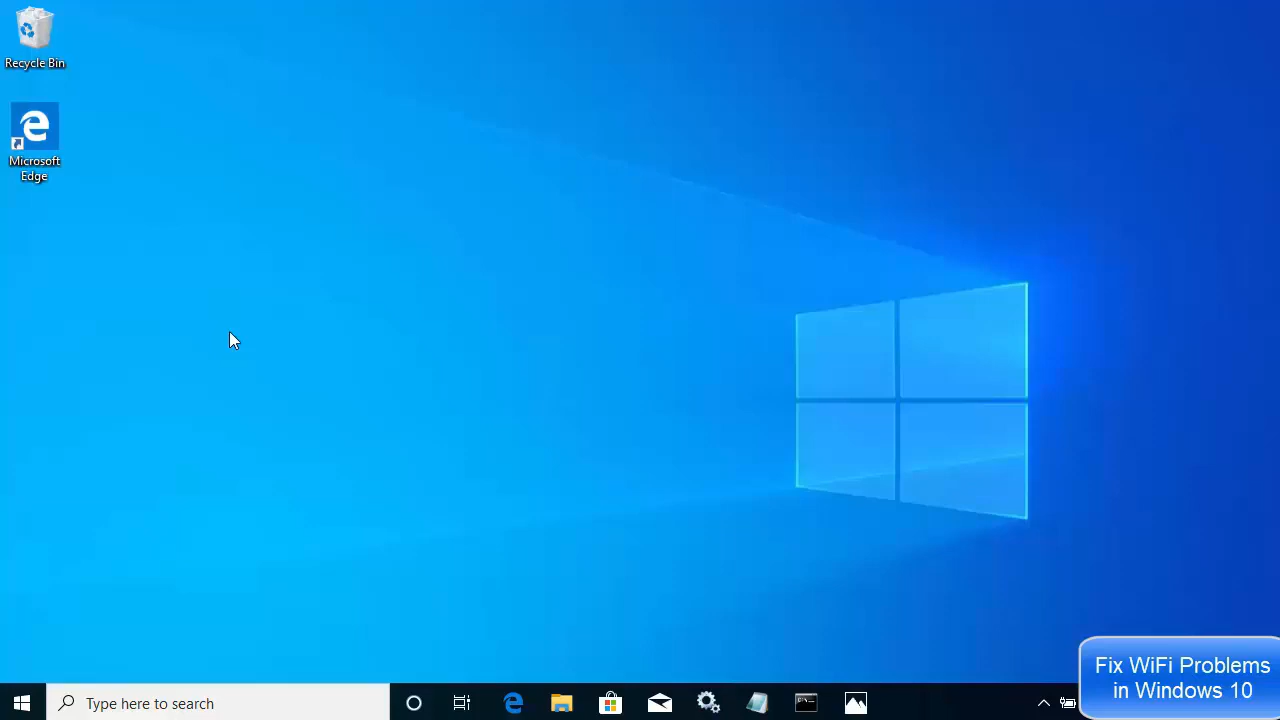 Recycle Bin
Microsoft
Edge
Type here to search
Fix WiFi Problems
in Windows 10